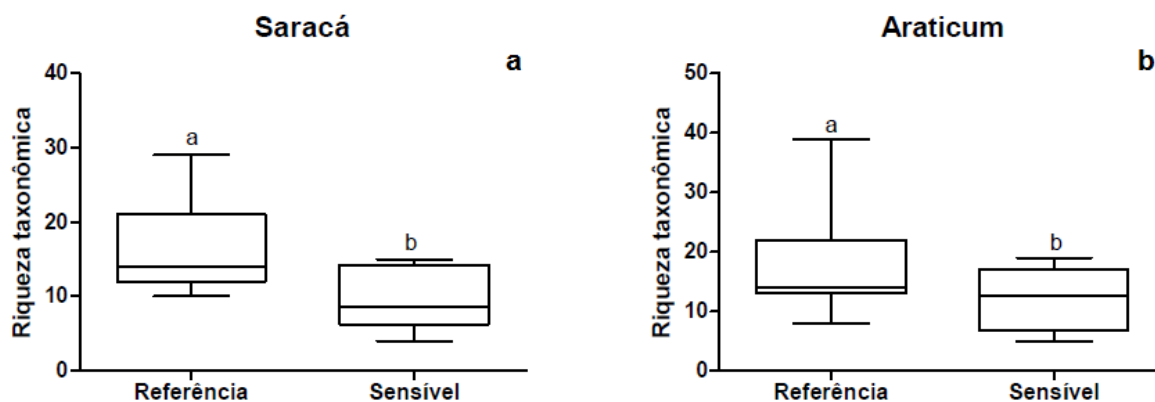 Saracá
a
Riqueza taxonômica
40
30
20
10
0
a
b
Referência
Sensível
Araticum
b
Riqueza taxonômica
50
40
30
20
10
0
a
b
Referência
Sensível